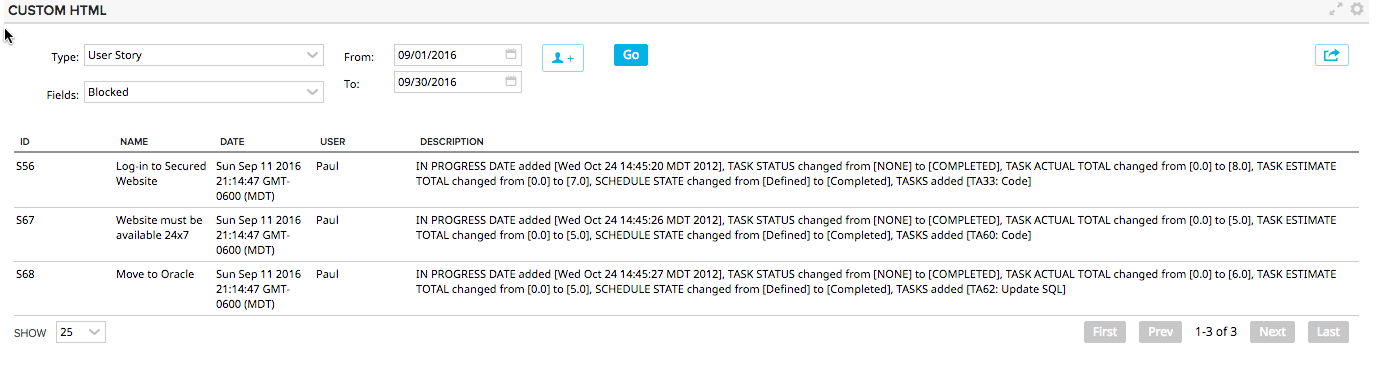 CUSTOM HTML
Type: User Story From: 09/01/2016 + Go
To: 09/30/2016
Fields: Blocked
ID NAME DATE USER DESCRIPTION
S56 Log-in to Secured Sun Sep 11 2016 Paul IN PROGRESS DATE added [Wed Oct 24 14:45:20 MDT 2012], TASK STATUS changed from [NONE] to [COMPLETED], TASK ACTUAL TOTAL changed from [0.0] to [8.0], TASK ESTIMATE
Website 21:14:47 GMT- TOTAL changed from [0.0] to [7.0], SCHEDULE STATE changed from [Defined] to [Completed], TASKS added [TA33: Code]
0600 (MDT)
S67 Website must be Sun Sep 11 2016 Paul IN PROGRESS DATE added [Wed Oct 24 14:45:26 MDT 2012], TASK STATUS changed from [NONE] to [COMPLETED], TASK ACTUAL TOTAL changed from [0.0] to [5.0], TASK ESTIMATE
available 24x7 21:14:47 GMT- TOTAL changed from [0.0] to [5.0], SCHEDULE STATE changed from [Defined] to [Completed], TASKS added [TA60: Code]
0600 (MDT)
S68 Move to Oracle Sun Sep 11 2016 Paul IN PROGRESS DATE added [Wed Oct 24 14:45:27 MDT 2012], TASK STATUS changed from [NONE] to [COMPLETED], TASK ACTUAL TOTAL changed from [0.0] to [6.0], TASK ESTIMATE
21:14:47 GMT- TOTAL changed from [0.0] to [5.0], SCHEDULE STATE changed from [Defined] to [Completed], TASKS added [TA62: Update SQL]
0600 (MDT)
SHOW 25 First Prev 1-3 of 3 Next Last